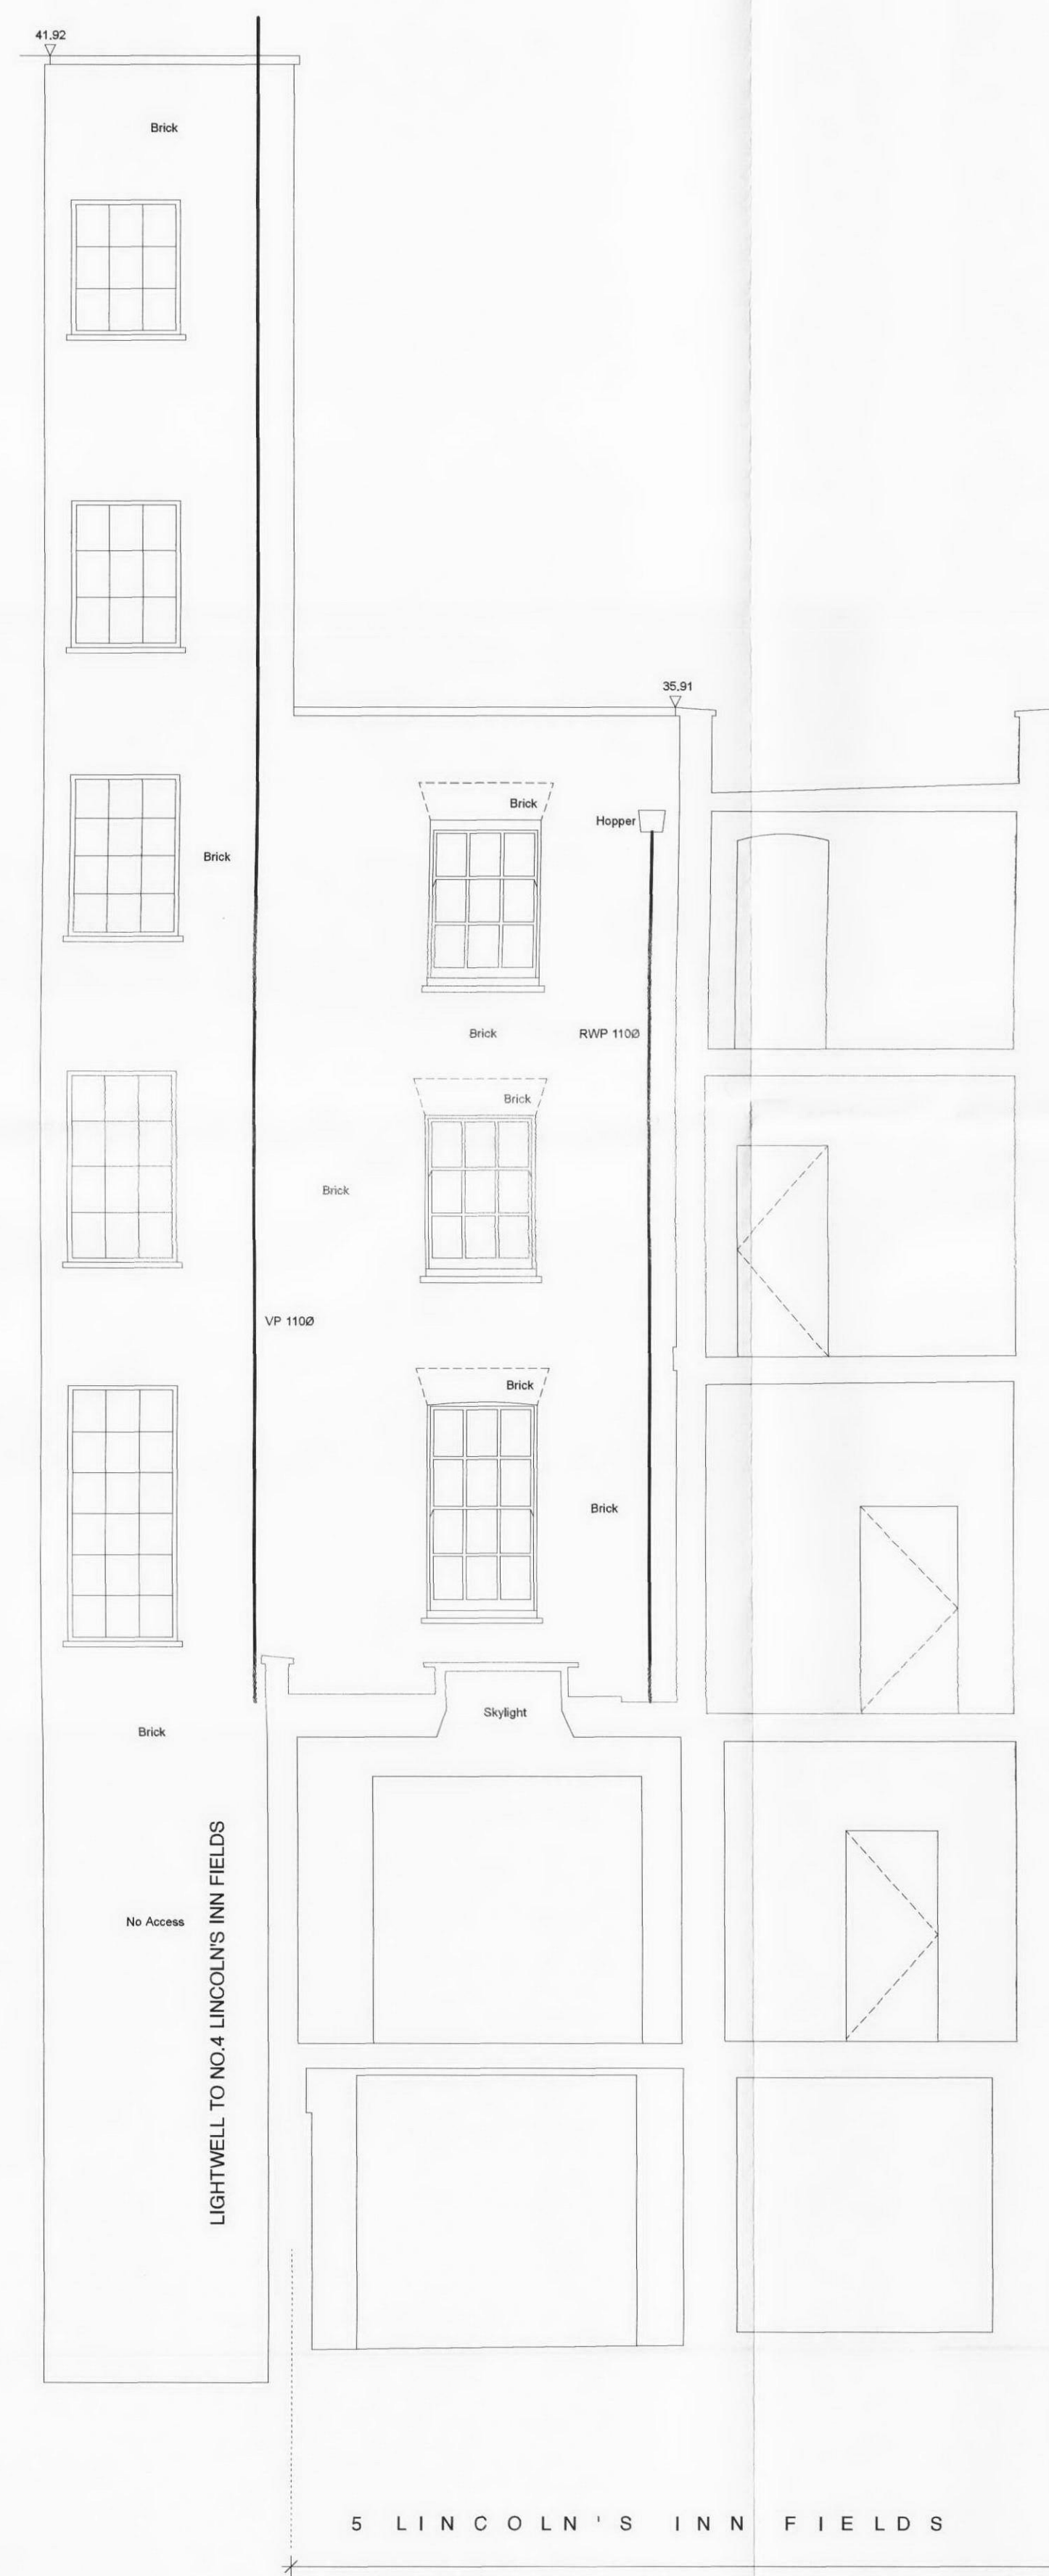 41.92
Brick
35.91
Brick
Hopper
Brick
Brick
RWP 110Ø
Brick
Brick
VP 110Ø
Brick
Brick
Skylight
Brick
No Access
LIGHTWELL TO NO.4 LINCOLN'S INN FIELDS
5 LINCOLN'S INN FIELDS